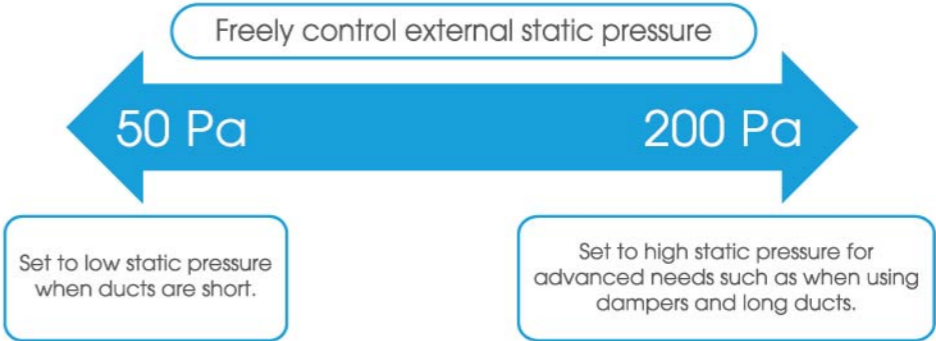 Freely control external static pressure
50 Pa
200 Pa
Set to low static pressure
when ducts are short.
Set to high static pressure for
advanced needs such as when using
dampers and long ducts.